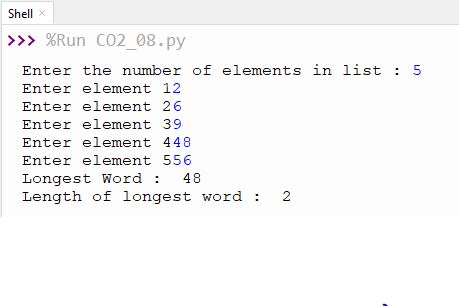 Shell ×
>>> %Run CO2_08.py
Enter the number of elements in list : 5
Enter element 12
Enter element 26
Enter element 39
Enter element 448
Enter element 556
Longest Word :  48
Length of longest word :  2